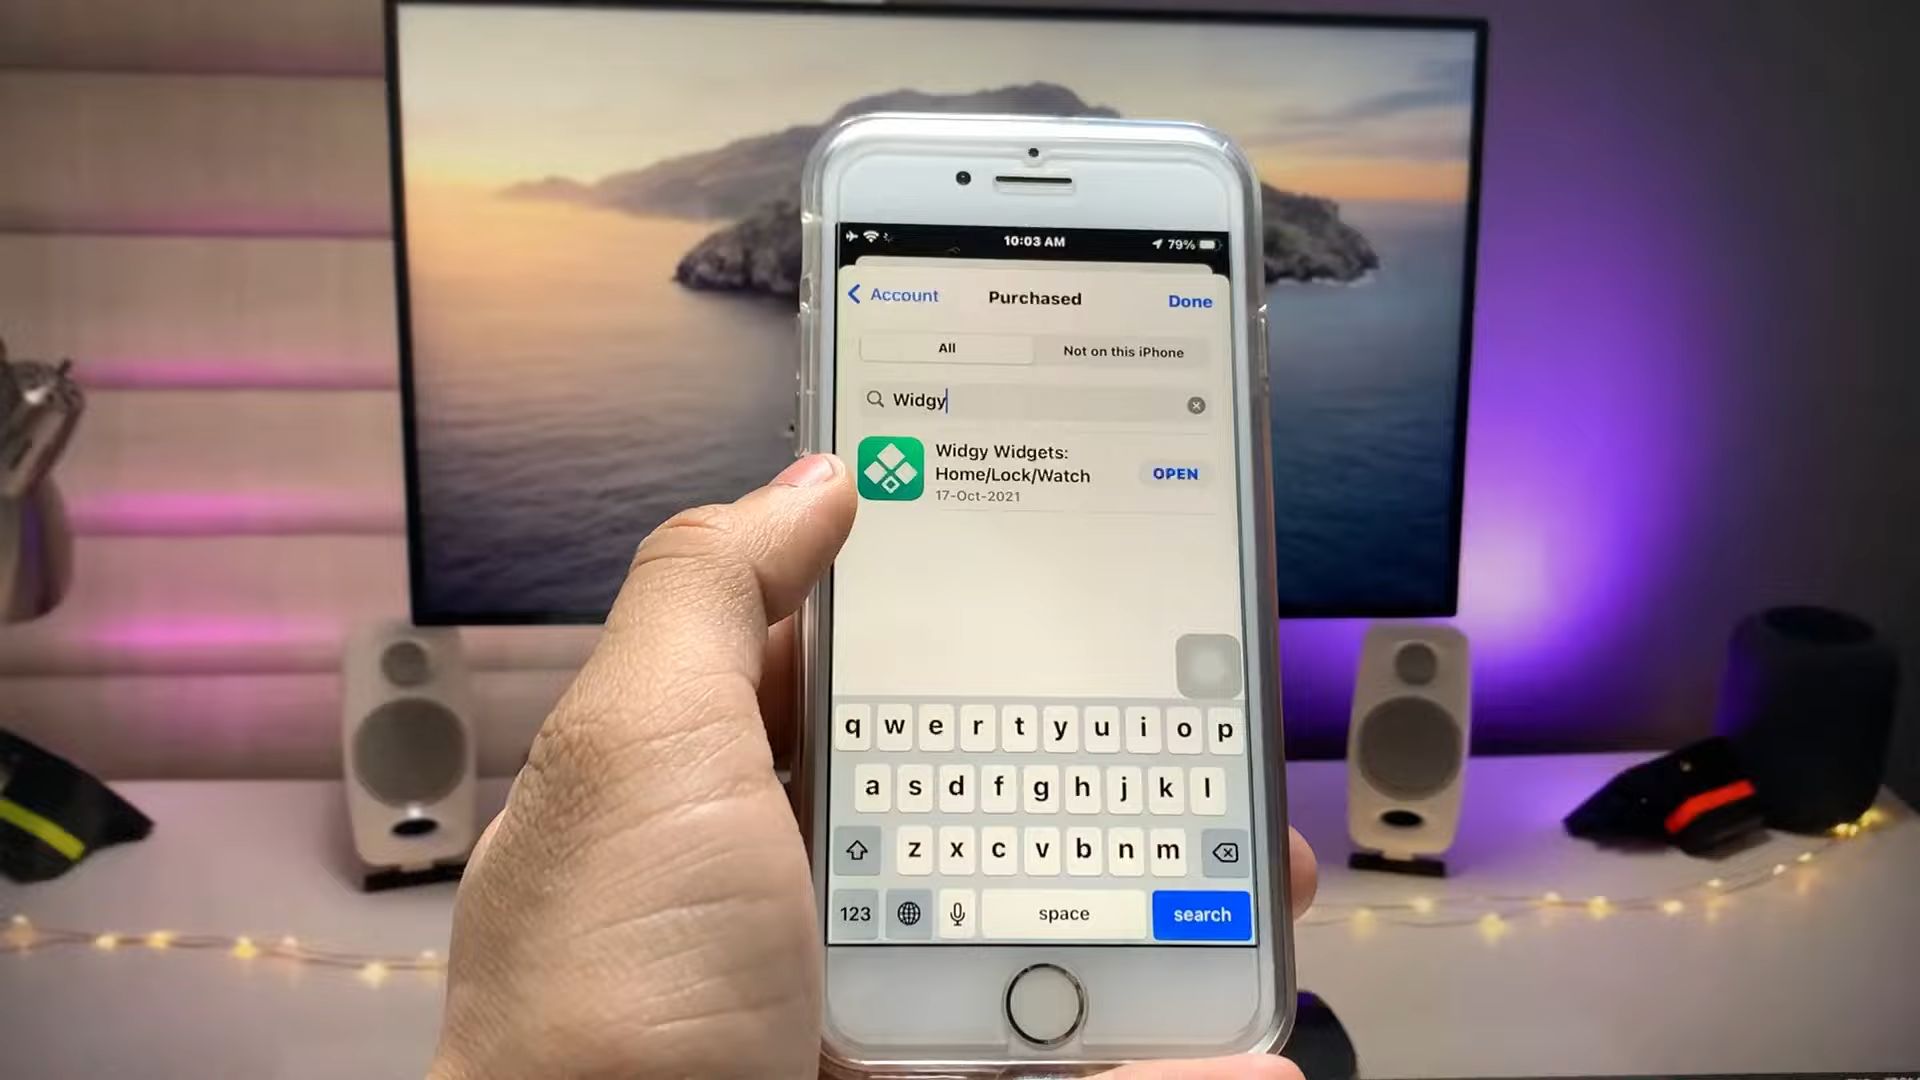 10:03 AM
79%
Account
Purchased
Done
All
Not on this iPhone
Widgy
Widgy Widgets:
Home/Lock/Watch
OPEN
17-Oct-2021
q w e r t y u i o p
a s d f g h j k l
z x c v b n m
123
space
search